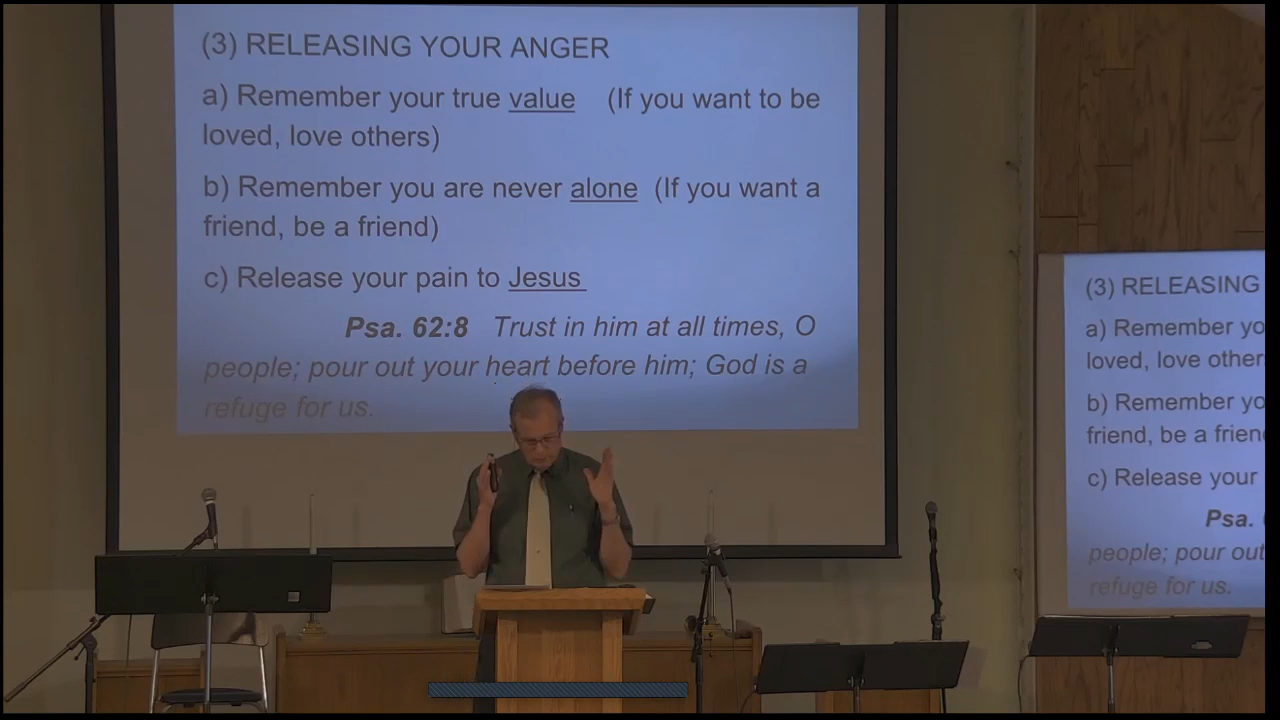 (3) RELEASING YOUR ANGER
a) Remember your true value (If you want to be
loved, love others)
b) Remember you are never alone (If you want a
friend, be a friend)
c) Release your pain to Jesus
Psa. 62:8 Trust in him at all times, O
people; pour out your heart before him; God is a
refuge for us.
(3) RELEASING
a) Remember yo
loved, love other
b) Remember yo
friend, be a frien
c) Release your
Psa.
people; pour out
refuge for us.